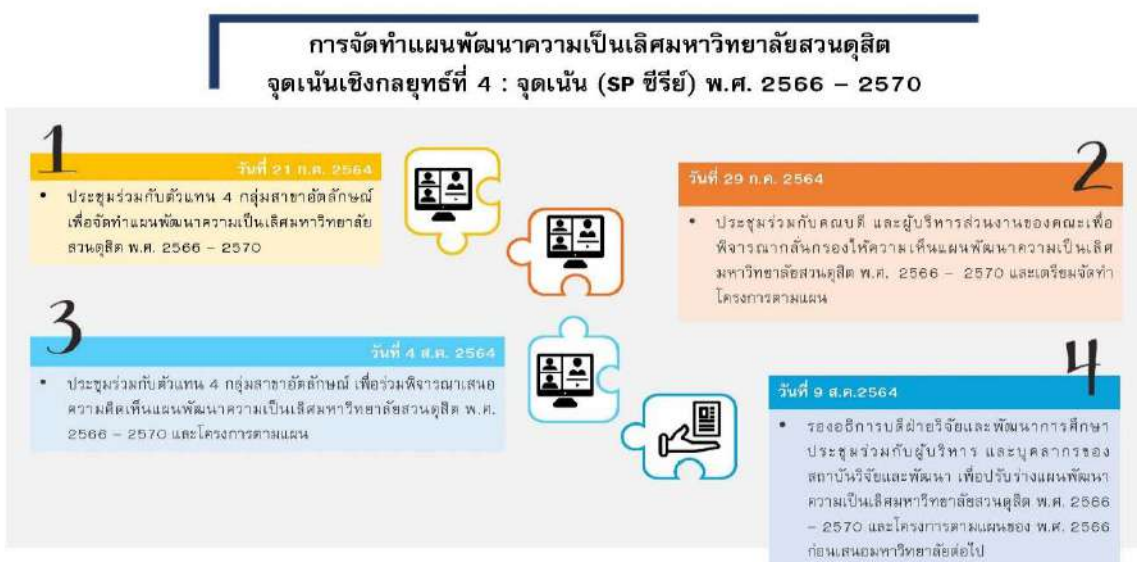 การจัดทำแผนพัฒนาความเป็นเลิศมหาวิทยาลัยสวนดุสิต
จุดเน้นเชิงกลยุทธ์ที่ 4 : จุดเน้น (SP ซีรีย์) พ.ศ. 2566 – 2570
1
วันที่ 21 ก.ค. 2564
• ประชุมร่วมกับตัวแทน 4 กลุ่มสาขาอัตลักษณ์
เพื่อจัดทำแผนพัฒนาความเป็นเลิศมหาวิทยาลัย
สวนดุสิต พ.ศ. 2566 – 2570
2
วันที่ 29 ก.ค. 2564
• ประชุมร่วมกับคณบดี และผู้บริหารส่วนงานของคณะเพื่อ
พิจารณากลั่นกรองให้ความเห็นแผนพัฒนาความเป็นเลิศ
มหาวิทยาลัยสวนดุสิต พ.ศ. 2566 – 2570 และเตรียมจัดทำ
โครงการตามแผน
3
วันที่ 4 ส.ค. 2564
• ประชุมร่วมกับตัวแทน 4 กลุ่มสาขาอัตลักษณ์ เพื่อร่วมพิจารณาเสนอ
ความคิดเห็นแผนพัฒนาความเป็นเลิศมหาวิทยาลัยสวนดุสิต พ.ศ.
2566 – 2570 และโครงการตามแผน
4
วันที่ 9 ส.ค.2564
• รองอธิการบดีฝ่ายวิจัยและพัฒนาการศึกษา
ประชุมร่วมกับผู้บริหาร และบุคลากรของ
สถาบันวิจัยและพัฒนา เพื่อปรับร่างแผนพัฒนา
ความเป็นเลิศมหาวิทยาลัยสวนดุสิต พ.ศ. 2566
– 2570 และโครงการตามแผนของ พ.ศ. 2566
ก่อนเสนอมหาวิทยาลัยต่อไป